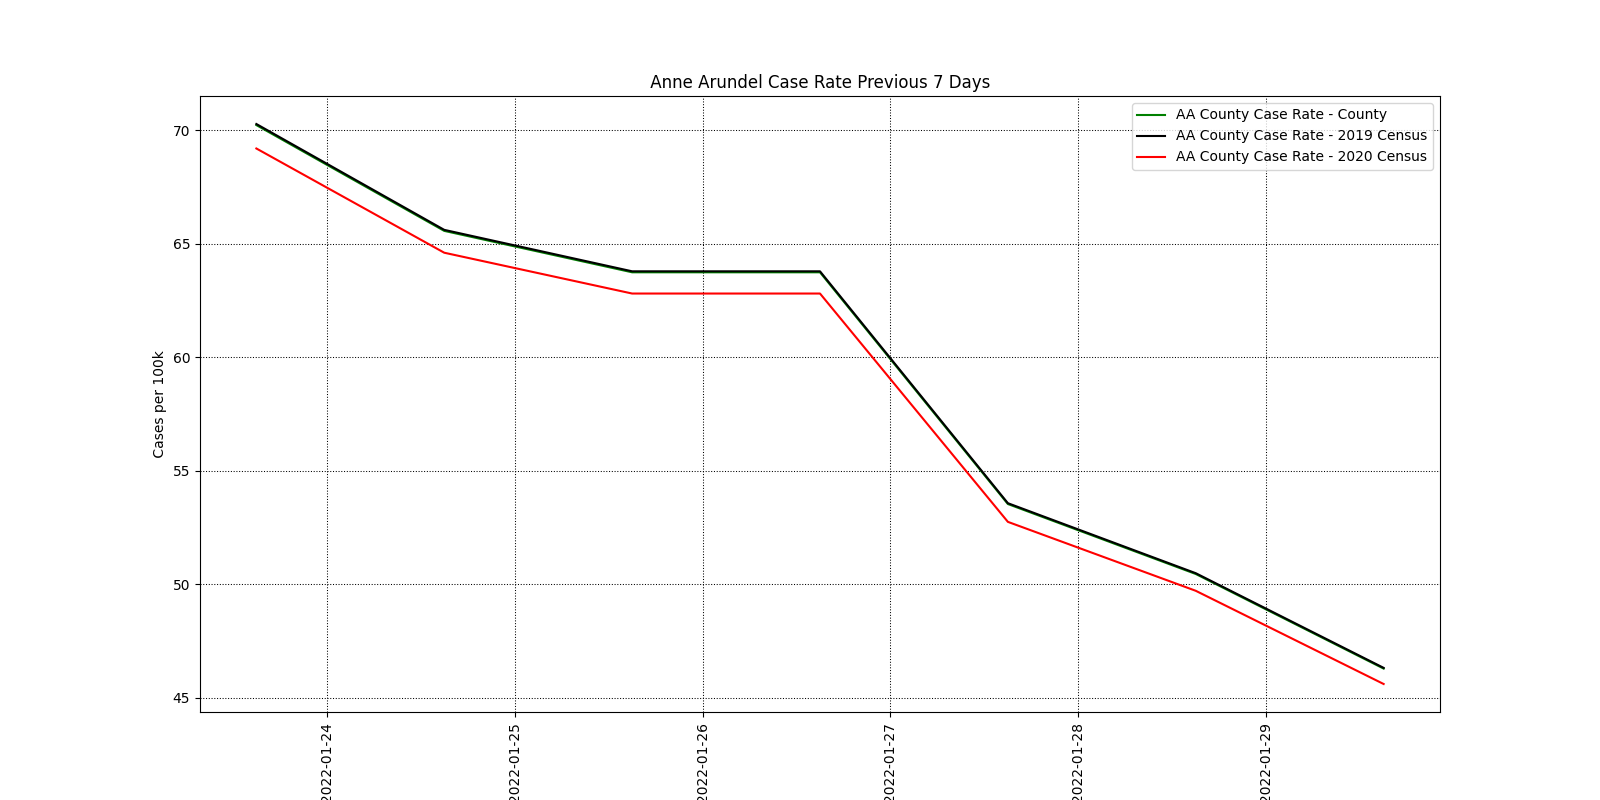 Anne Arundel Case Rate Previous 7 Days
AA County Case Rate - County
AA County Case Rate - 2019 Census
AA County Case Rate - 2020 Census
Cases per 100k
70
65
60
55
50
45
2022-01-24
2022-01-25
2022-01-26
2022-01-27
2022-01-28
2022-01-29